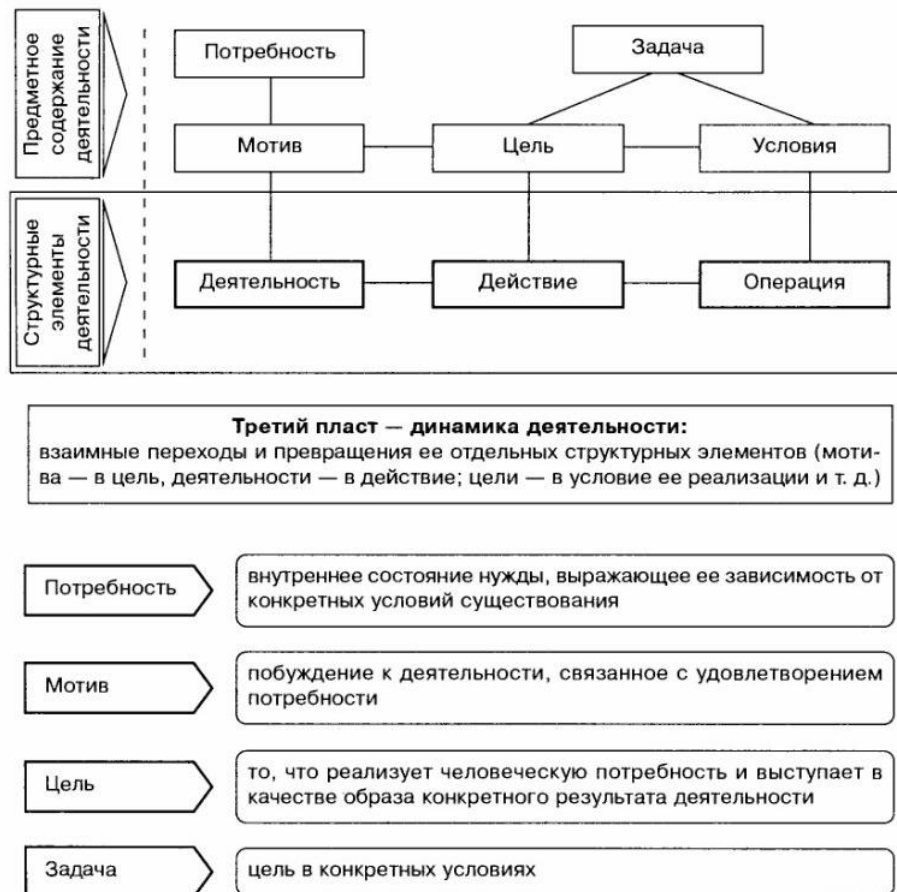 Предметное
содержание
деятельности
Потребность
Задача
Мотив
Цель
Условия
Структурные
элементы
деятельности
Деятельность
Действие
Операция
Третий пласт — динамика деятельности:
взаимные переходы и превращения ее отдельных структурных элементов (моти-
ва — в цель, деятельности — в действие; цели — в условие ее реализации и т. д.)
Потребность
внутреннее состояние нужды, выражающее ее зависимость от
конкретных условий существования
Мотив
побуждение к деятельности, связанное с удовлетворением
потребности
Цель
то, что реализует человеческую потребность и выступает в
качестве образа конкретного результата деятельности
Задача
цель в конкретных условиях